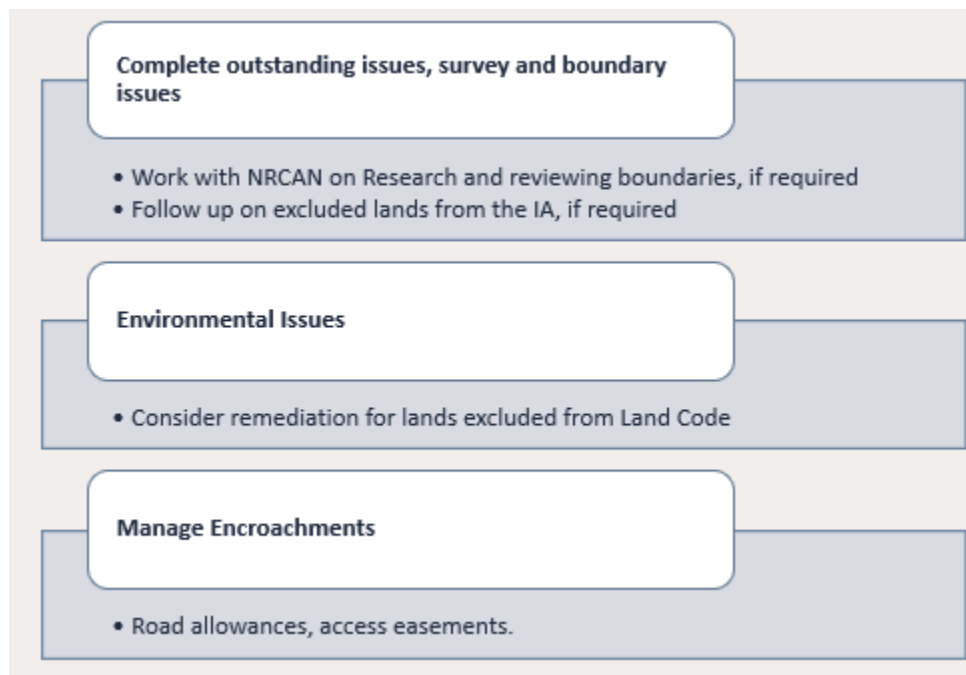 Complete outstanding issues, survey and boundary
issues
• Work with NRCAN on Research and reviewing boundaries, if required
• Follow up on excluded lands from the IA, if required
Environmental Issues
• Consider remediation for lands excluded from Land Code
Manage Encroachments
• Road allowances, access easements.